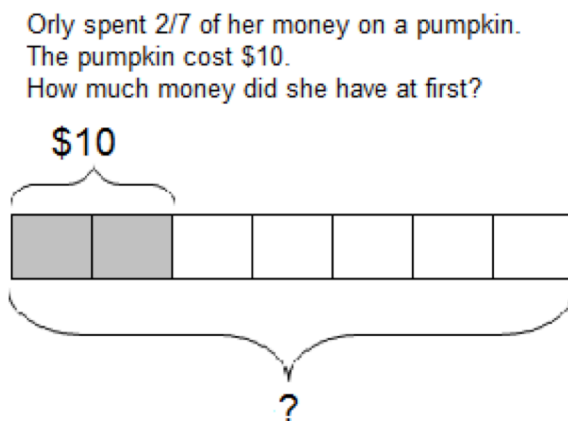 Orly spent 2/7 of her money on a pumpkin.
The pumpkin cost $10.
How much money did she have at first?
$10
?